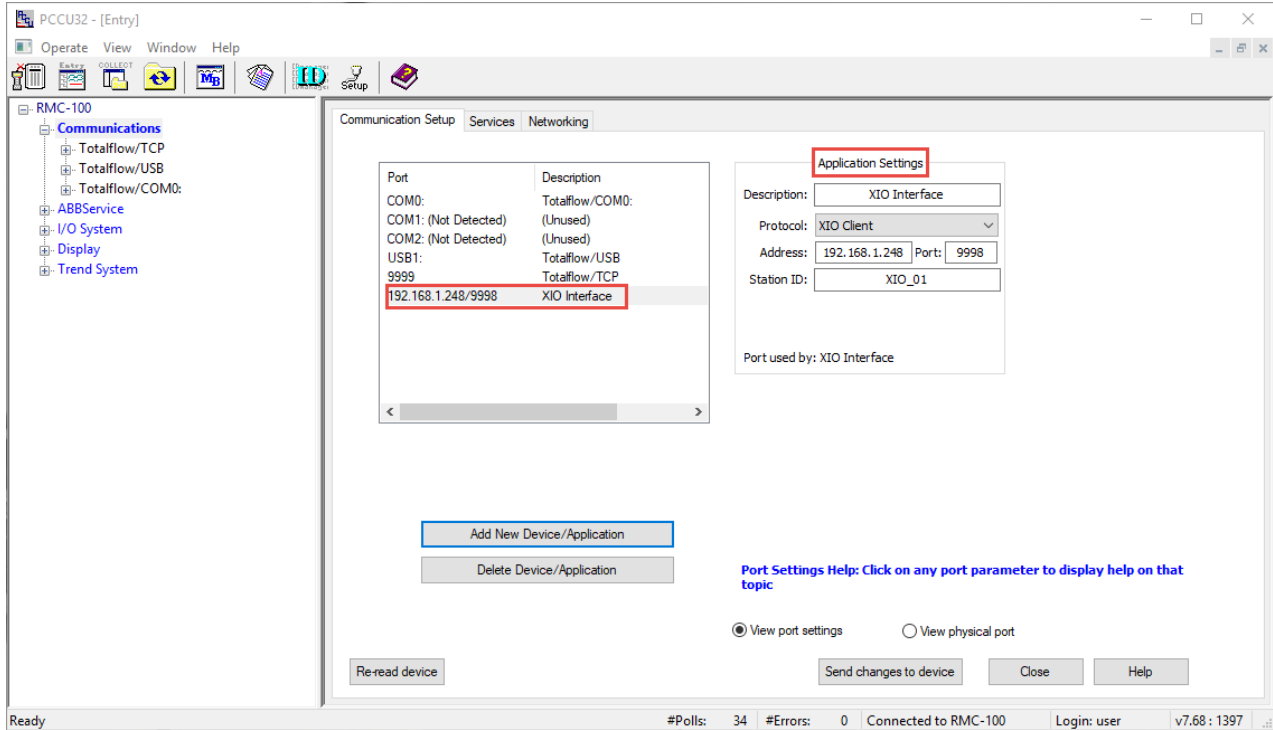 PCCU32 - [Entry]
Operate View Window Help
Entry COLLECT MB ID Setup
RMC-100
Communications
Totalflow/TCP
Totalflow/USB
Totalflow/COM0:
ABBService
I/O System
Display
Trend System
Communication Setup Services Networking
Port Description
COM0: Totalflow/COM0:
COM1: (Not Detected) (Unused)
COM2: (Not Detected) (Unused)
USB1: Totalflow/USB
9999 Totalflow/TCP
192.168.1.248/9998 XIO Interface
Application Settings
Description: XIO Interface
Protocol: XIO Client
Address: 192.168.1.248 Port: 9998
Station ID: XIO_01
Port used by: XIO Interface
Add New Device/Application
Delete Device/Application
Port Settings Help: Click on any port parameter to display help on that
topic
View port settings View physical port
Re-read device Send changes to device Close Help
Ready #Polls: 34 #Errors: 0 Connected to RMC-100 Login: user v7.68 : 1397